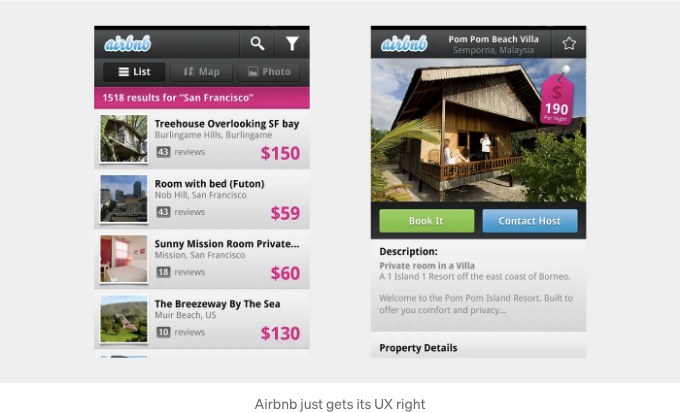 airbnb
List
Map
Photo
1518 results for "San Francisco"
Treehouse Overlooking SF bay
Burlingame Hills, Burlingame
43 reviews
$150
Room with bed (Futon)
Nob Hill, San Francisco
43 reviews
$59
Sunny Mission Room Private...
Mission, San Francisco
18 reviews
$60
The Breezeway By The Sea
Muir Beach, US
10 reviews
$130
airbnb
Pom Pom Beach Villa
Semporna, Malaysia
$
190
Per Night
Book It
Contact Host
Description:
Private room in a Villa
A 1 Island 1 Resort off the east coast of Borneo.
Welcome to the Pom Pom Island Resort. Built to
offer you comfort and privacy...
Property Details
Airbnb just gets its UX right